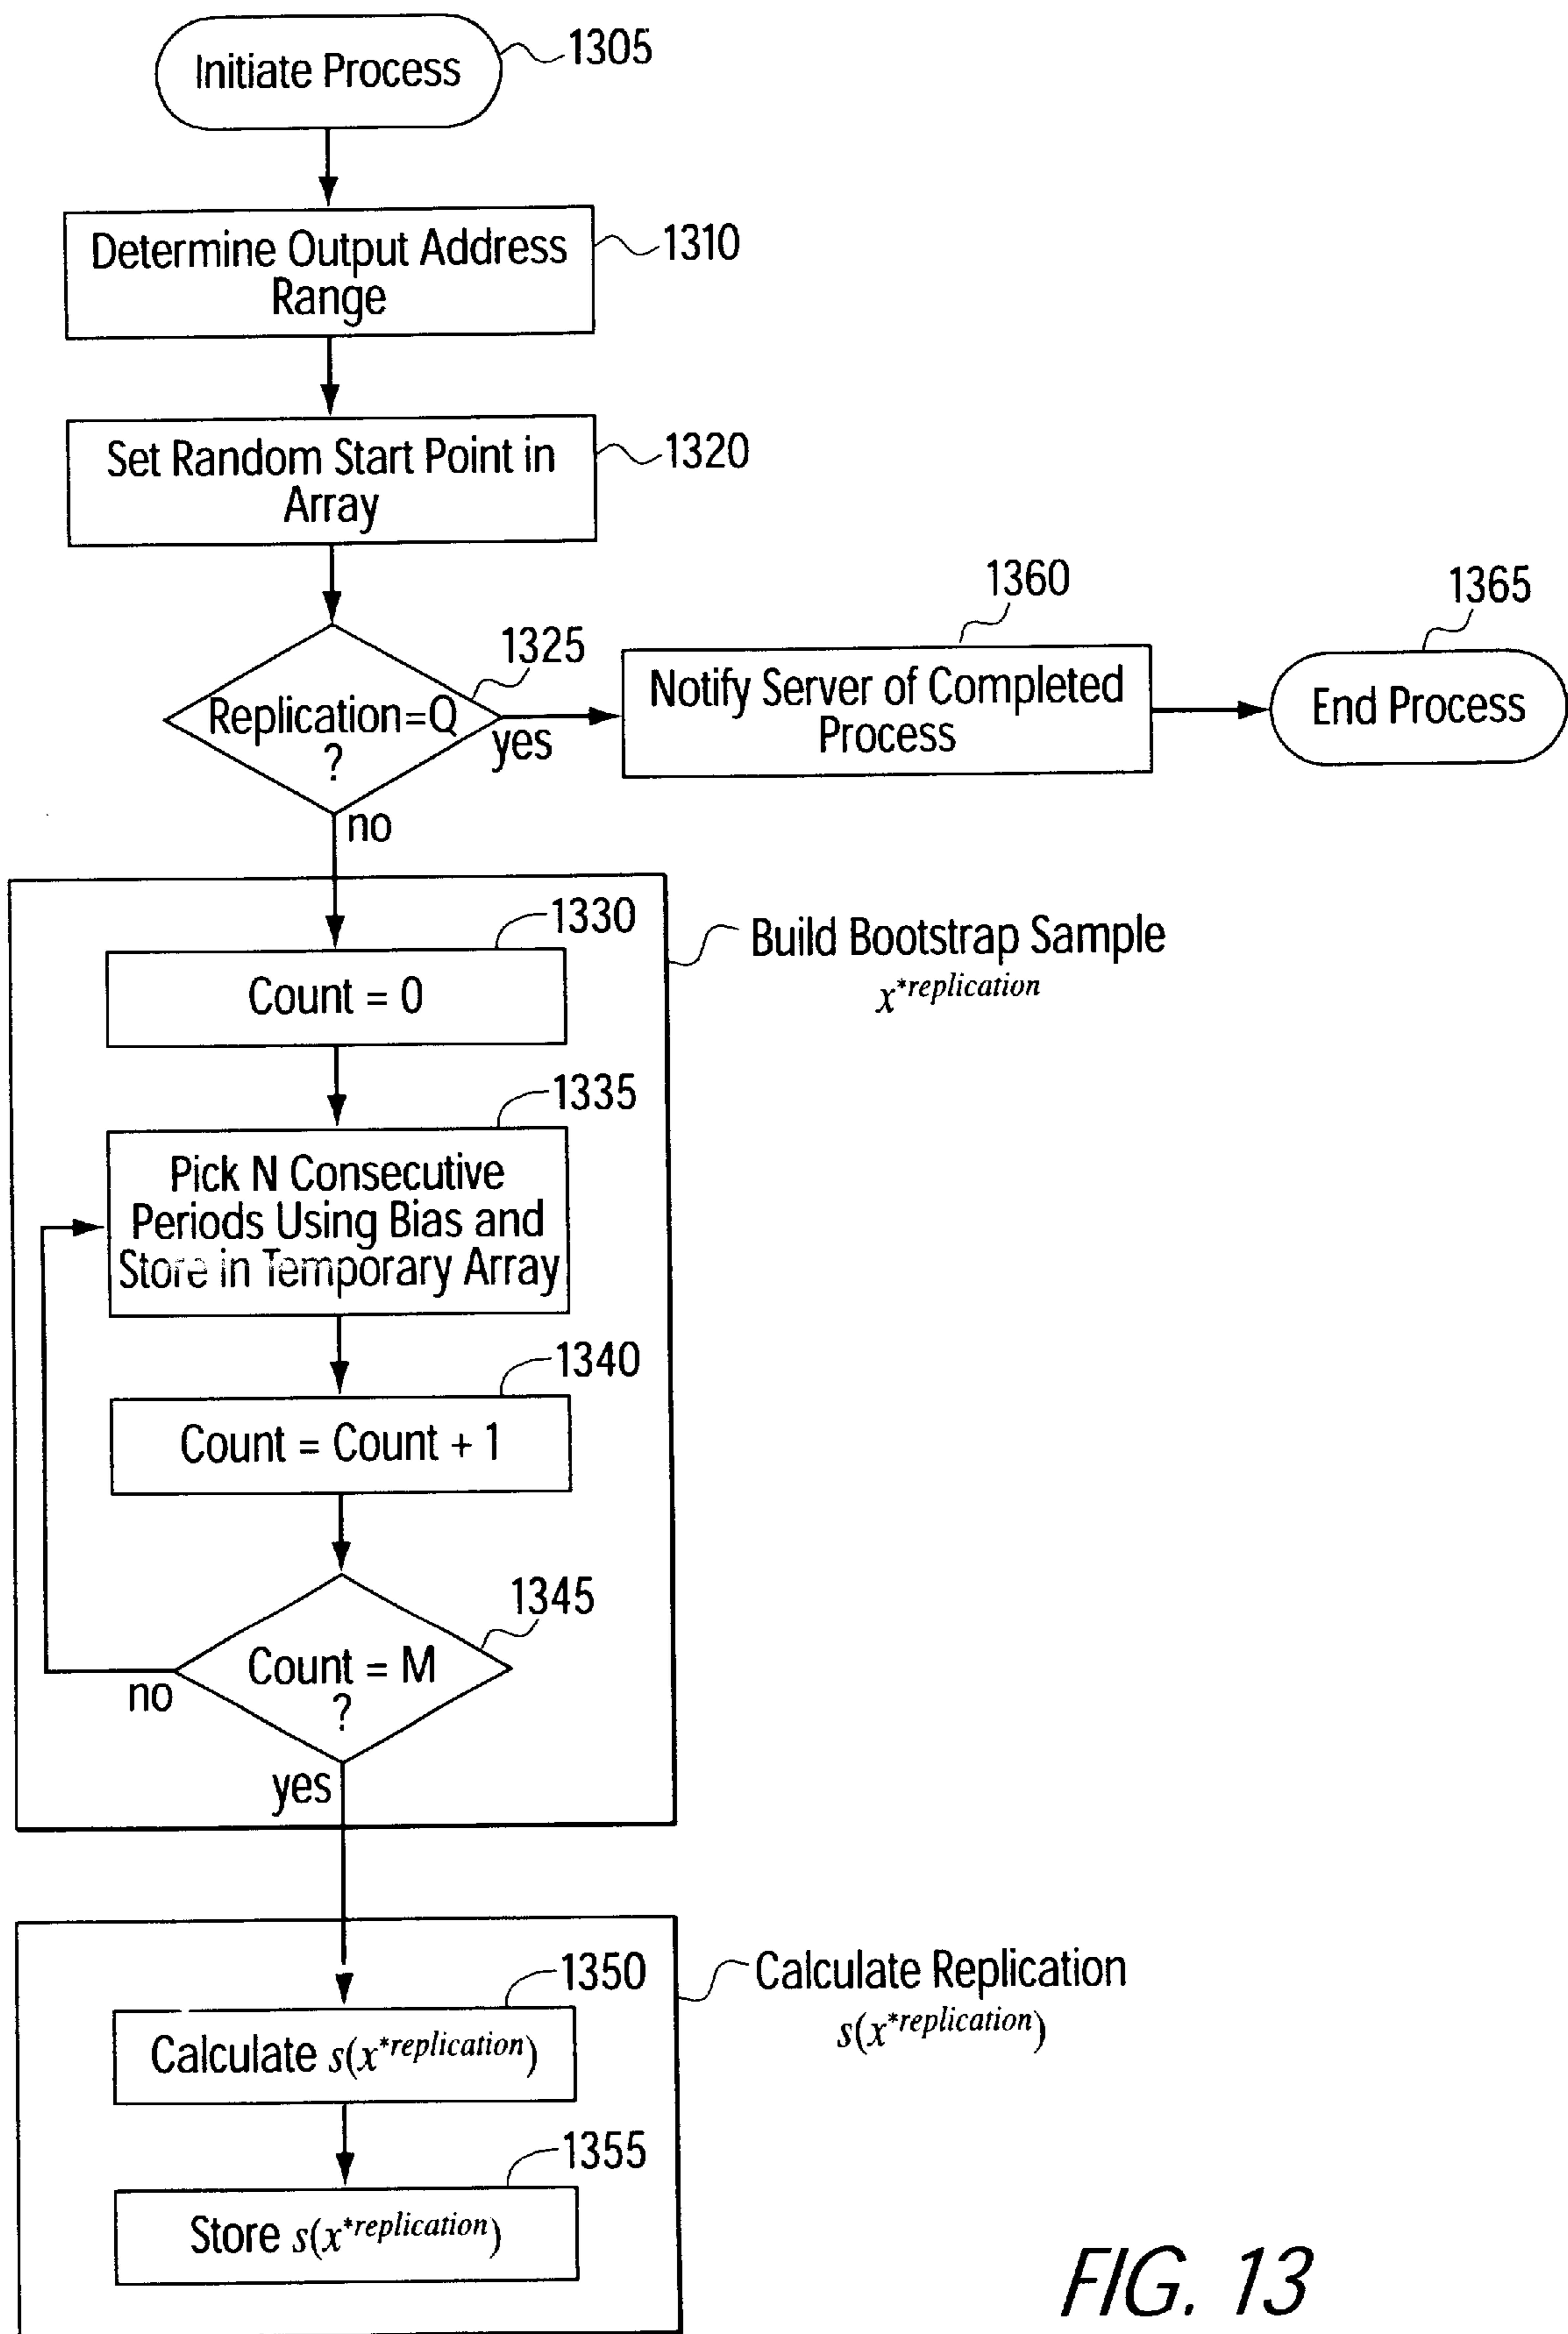 Initiate Process
1305
Determine Output Address
Range
1310
Set Random Start Point in
Array
1320
Replication=Q
?
1325
yes
no
1360
Notify Server of Completed
Process
1365
End Process
Build Bootstrap Sample
x*replication
1330
Count = 0
1335
Pick N Consecutive
Periods Using Bias and
Store in Temporary Array
1340
Count = Count + 1
1345
Count = M
?
no
yes
Calculate Replication
s(x*replication)
1350
Calculate s(x*replication)
1355
Store s(x*replication)
FIG. 13